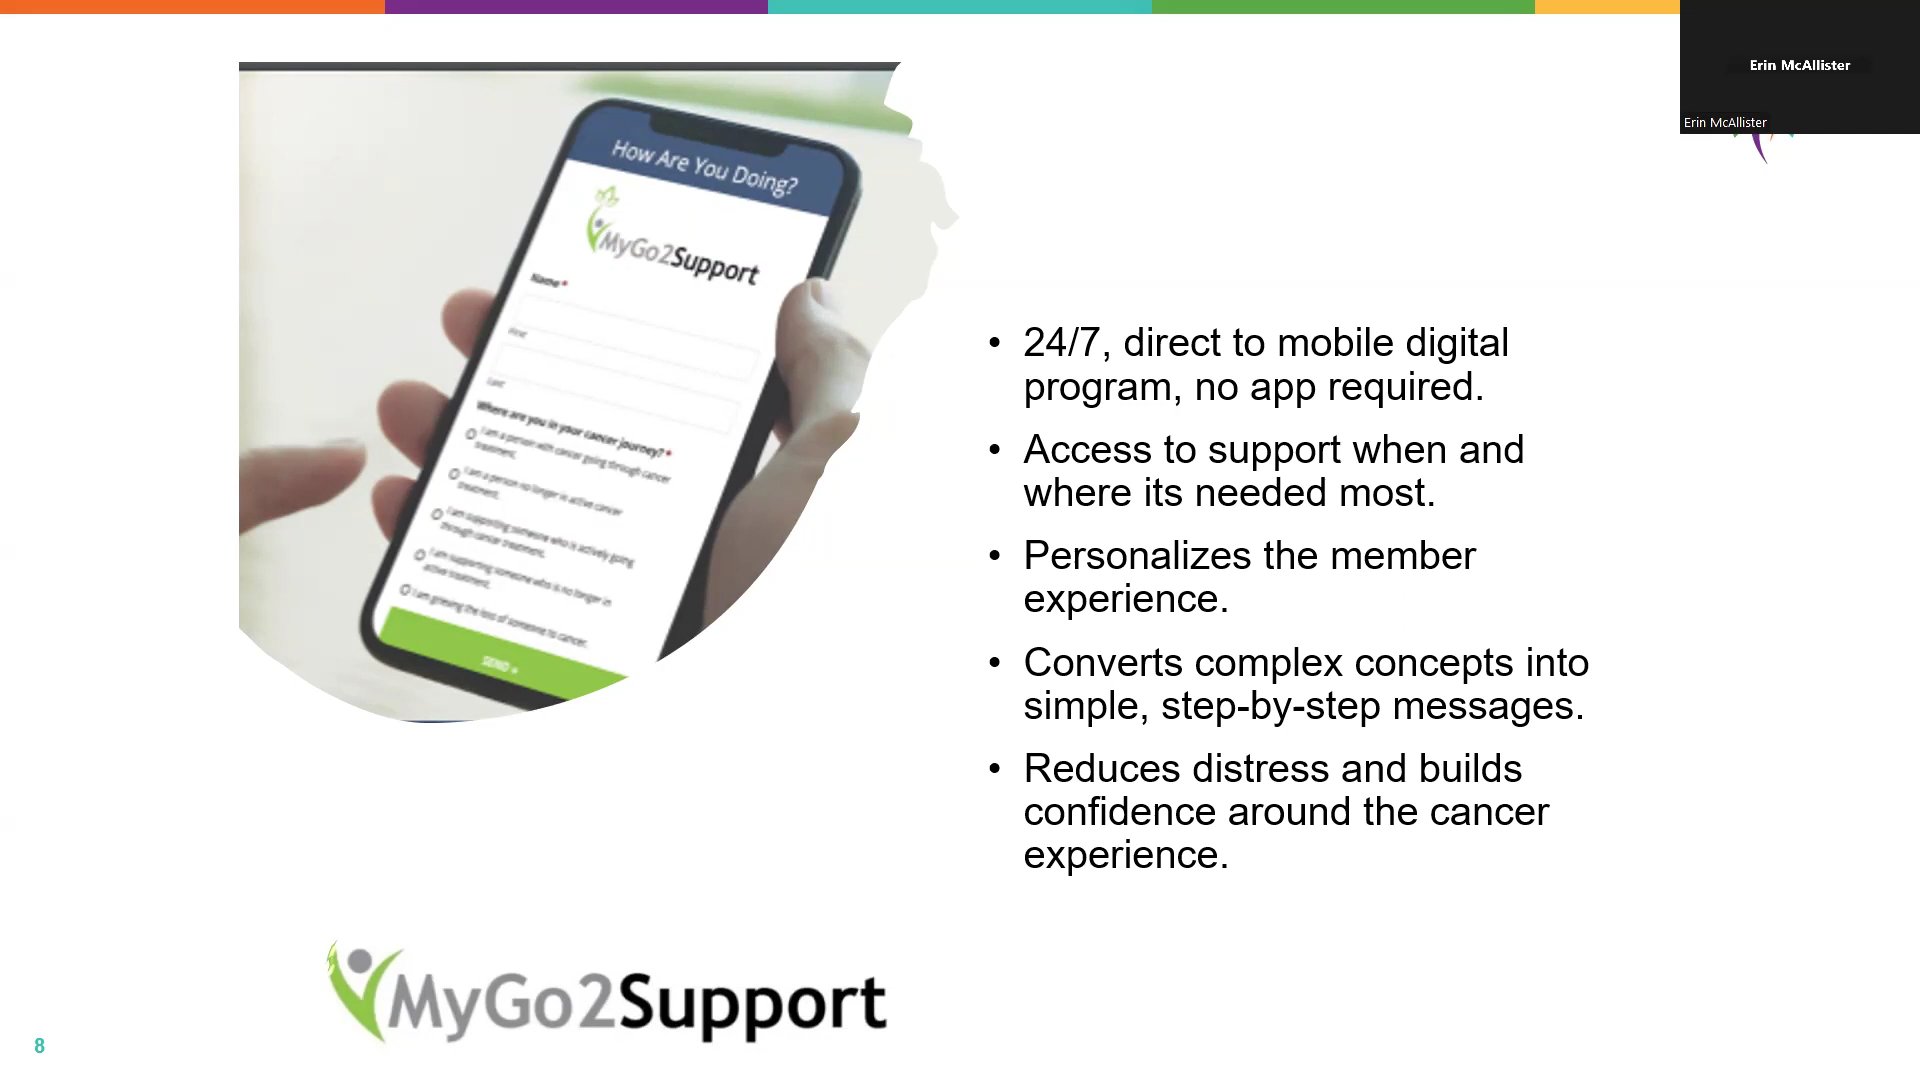 Erin McAllister
Erin McAllister
How Are You Doing?
MyGo2Support
Name*
First
Last
Where are you in your cancer journey? *
I am a person with cancer going through cancer
treatment.
I am a person no longer in active cancer
treatment.
I am supporting someone who is actively going
through cancer treatment.
I am supporting someone who is no longer in
active treatment.
I am grieving the loss of someone to cancer.
SEND »
• 24/7, direct to mobile digital
program, no app required.
• Access to support when and
where its needed most.
• Personalizes the member
experience.
• Converts complex concepts into
simple, step-by-step messages.
• Reduces distress and builds
confidence around the cancer
experience.
MyGo2Support
8